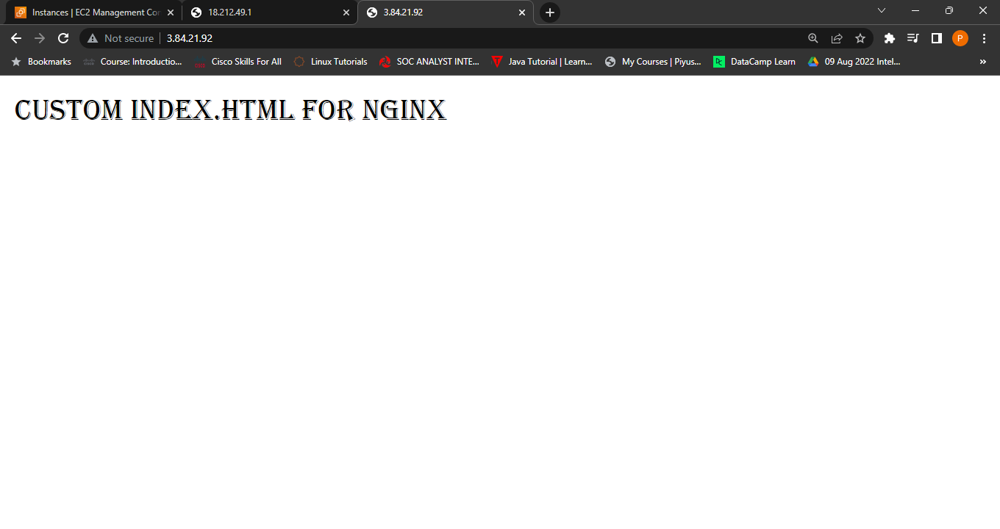 Instances | EC2 Management Con
18.212.49.1
3.84.21.92
Not secure
3.84.21.92
P
Bookmarks
Course: Introductio...
Cisco Skills For All
Linux Tutorials
SOC ANALYST INTE...
Java Tutorial | Learn...
My Courses | Piyus...
DataCamp Learn
09 Aug 2022 Intel...
CUSTOM INDEX.HTML FOR NGINX